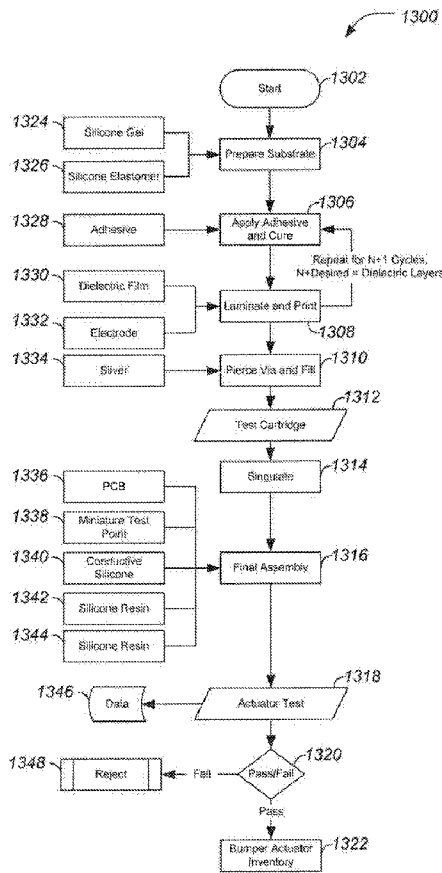 1300
1302
Start
1324
Silicone Gel
1304
Prepare Substrate
1326
Silicone Elastomer
1306
1328
Adhesive
Apply Adhesive
and Cure
Repeat for N+1 Cycles,
N+Desired = Dielectric Layers
1330
Dielectric Film
Laminate and Print
1332
Electrode
1308
1334
Silver
1310
Pierce Via and Fill
1312
Test Cartridge
1314
Singulate
1336
PCB
1338
Miniature Test
Point
1340
Conductive
Silicone
1316
Final Assembly
1342
Silicone Resin
1344
Silicone Resin
1318
1346
Data
Actuator Test
1320
1348
Reject
Fail
Pass/Fail
Pass
1322
Bumper Actuator
Inventory